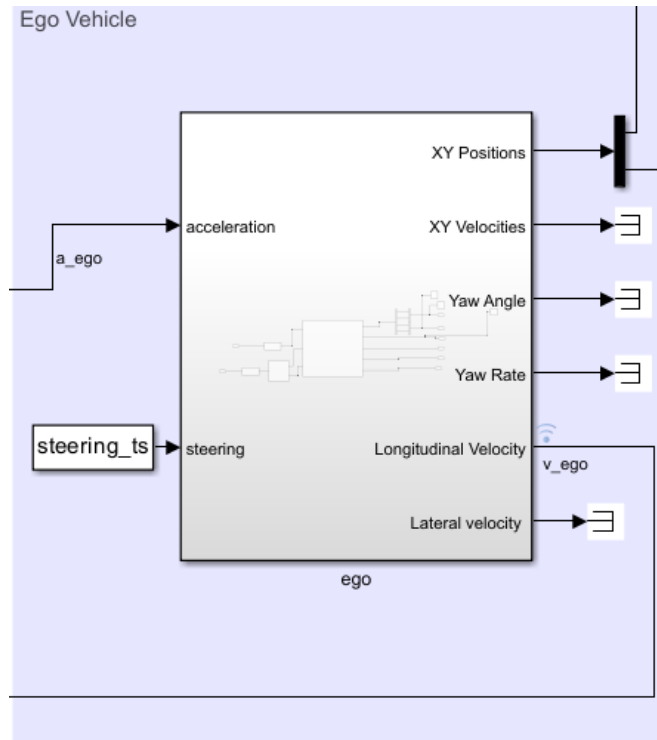 Ego Vehicle
XY Positions
acceleration
XY Velocities
a_ego
Yaw Angle
Yaw Rate
steering_ts
steering
Longitudinal Velocity
v_ego
Lateral velocity
ego